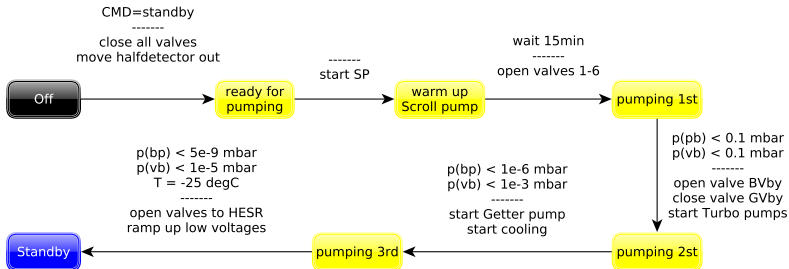 CMD=standby
-------
close all valves
move halfdetector out
Off
ready for
pumping
-------
start SP
warm up
Scroll pump
wait 15min
-------
open valves 1-6
pumping 1st
p(pb) < 0.1 mbar
p(vb) < 0.1 mbar
-------
open valve BVby
close valve GVby
start Turbo pumps
pumping 2st
p(bp) < 1e-6 mbar
p(vb) < 1e-3 mbar
-------
start Getter pump
start cooling
pumping 3rd
p(bp) < 5e-9 mbar
p(vb) < 1e-5 mbar
T = -25 degC
-------
open valves to HESR
ramp up low voltages
Standby